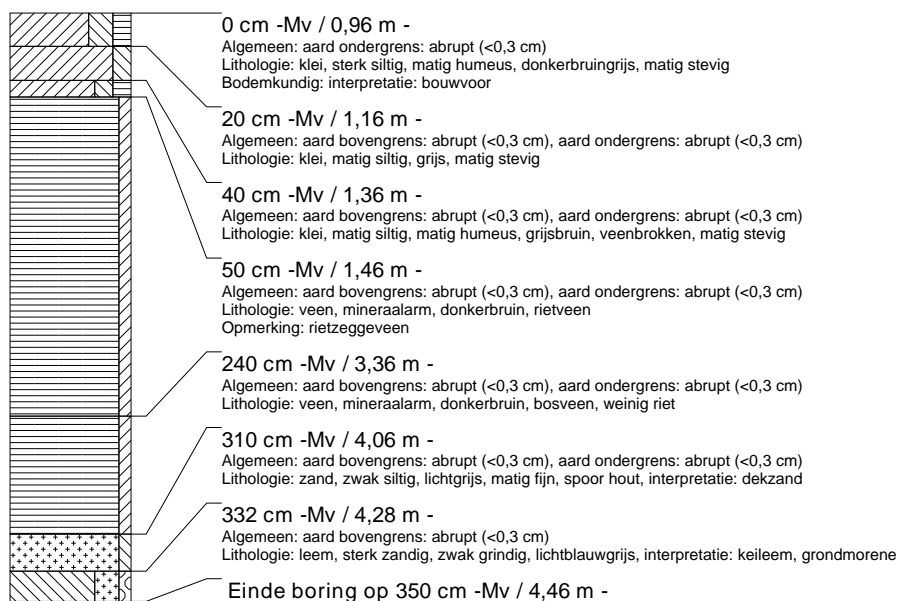 0 cm -Mv / 0,96 m -
Algemeen: aard ondergrens: abrupt (<0,3 cm)
Lithologie: klei, sterk siltig, matig humeus, donkerbruingrijs, matig stevig
Bodemkundig: interpretatie: bouwvoor
20 cm -Mv / 1,16 m -
Algemeen: aard bovengrens: abrupt (<0,3 cm), aard ondergrens: abrupt (<0,3 cm)
Lithologie: klei, matig siltig, grijs, matig stevig
40 cm -Mv / 1,36 m -
Algemeen: aard bovengrens: abrupt (<0,3 cm), aard ondergrens: abrupt (<0,3 cm)
Lithologie: klei, matig siltig, matig humeus, grijsbruin, veenbrokken, matig stevig
50 cm -Mv / 1,46 m -
Algemeen: aard bovengrens: abrupt (<0,3 cm), aard ondergrens: abrupt (<0,3 cm)
Lithologie: veen, mineraalarm, donkerbruin, rietveen
Opmerking: rietzeggeveen
240 cm -Mv / 3,36 m -
Algemeen: aard bovengrens: abrupt (<0,3 cm), aard ondergrens: abrupt (<0,3 cm)
Lithologie: veen, mineraalarm, donkerbruin, bosveen, weinig riet
310 cm -Mv / 4,06 m -
Algemeen: aard bovengrens: abrupt (<0,3 cm), aard ondergrens: abrupt (<0,3 cm)
Lithologie: zand, zwak siltig, lichtgrijs, matig fijn, spoor hout, interpretatie: dekzand
332 cm -Mv / 4,28 m -
Algemeen: aard bovengrens: abrupt (<0,3 cm)
Lithologie: leem, sterk zandig, zwak grindig, lichtblauwgrijs, interpretatie: keileem, grondmorene
Einde boring op 350 cm -Mv / 4,46 m -